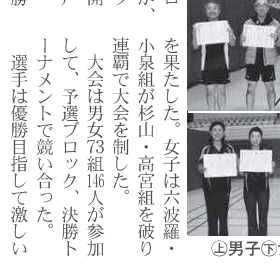 を果たした。女子は六波羅・
小泉組が杉山・高宮組を破り
連覇で大会を制した。
大会は男女73組146人が参加
して、予選ブロック、決勝ト
ーナメントで競い合った。
選手は優勝目指して激しい
㊤男子㊦